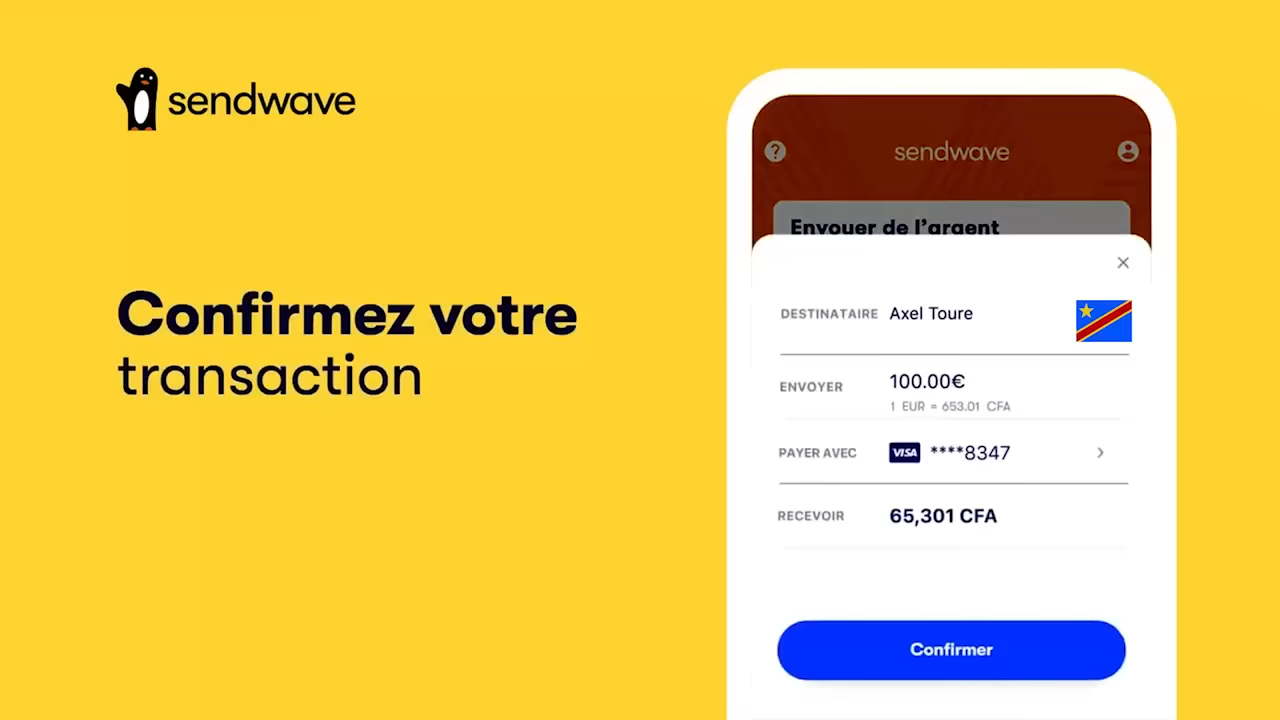 sendwave
Confirmez votre
transaction
?
sendwave
Envoyer de l'argent
DESTINATAIRE Axel Toure
ENVOYER 100.00€
1 EUR = 653.01 CFA
PAYER AVEC VISA ****8347
RECEVOIR 65,301 CFA
Confirmer